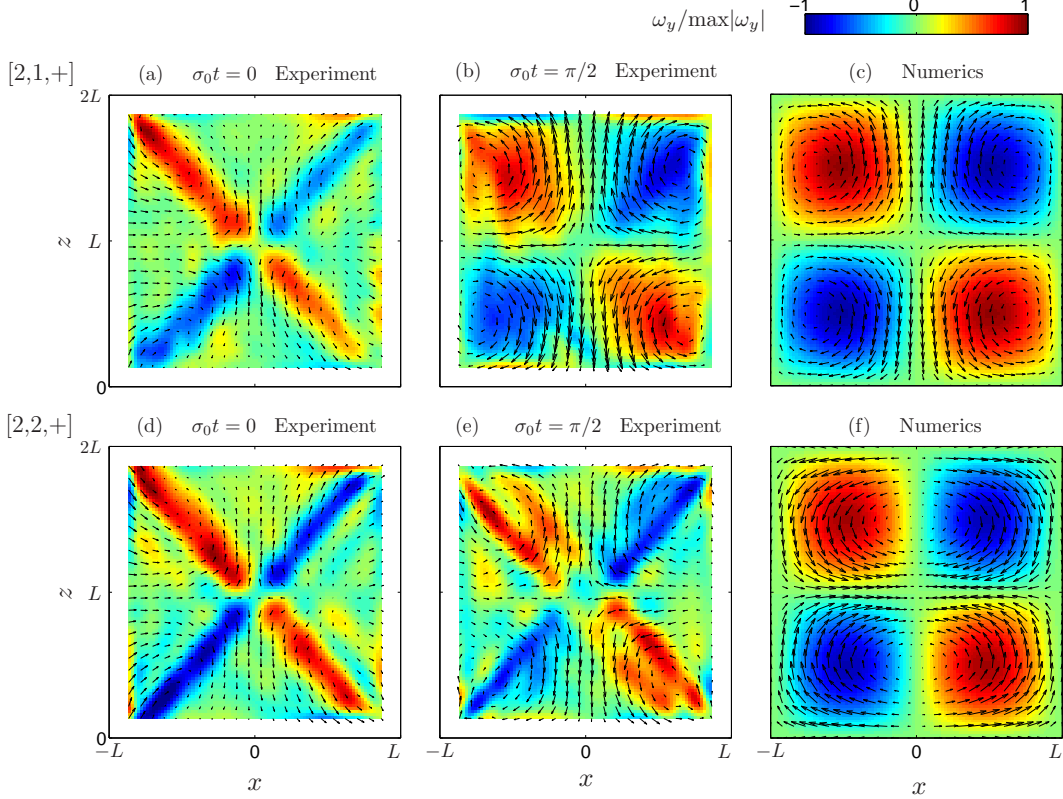 ω_y/max|ω_y|
−1 0 1
[2,1,+] (a) σ_0t = 0 Experiment (b) σ_0t = π/2 Experiment (c) Numerics
2L
z L
0
[2,2,+] (d) σ_0t = 0 Experiment (e) σ_0t = π/2 Experiment (f) Numerics
2L
z L
0
−L 0 L −L 0 L −L 0 L
x x x